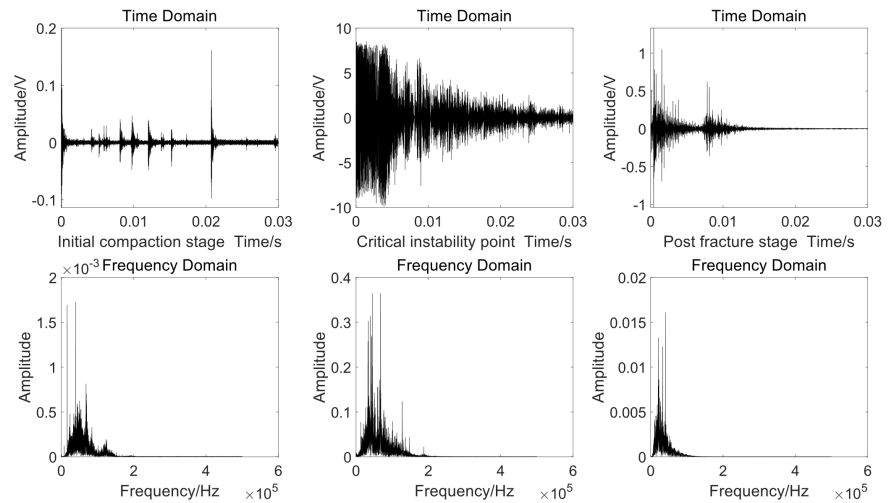 Time Domain
0.2
0.1
0
-0.1
Amplitude/V
0
0.01
0.02
0.03
Initial compaction stage Time/s
Time Domain
10
5
0
-5
-10
Amplitude/V
0
0.01
0.02
0.03
Critical instability point Time/s
Time Domain
1
0.5
0
-0.5
-1
Amplitude/V
0
0.01
0.02
0.03
Post fracture stage Time/s
×10⁻³ Frequency Domain
2
1.5
1
0.5
0
Amplitude
0
2
4
6
Frequency/Hz ×10⁵
Frequency Domain
0.4
0.3
0.2
0.1
0
Amplitude
0
2
4
6
Frequency/Hz ×10⁵
Frequency Domain
0.02
0.015
0.01
0.005
0
Amplitude
0
2
4
6
Frequency/Hz ×10⁵